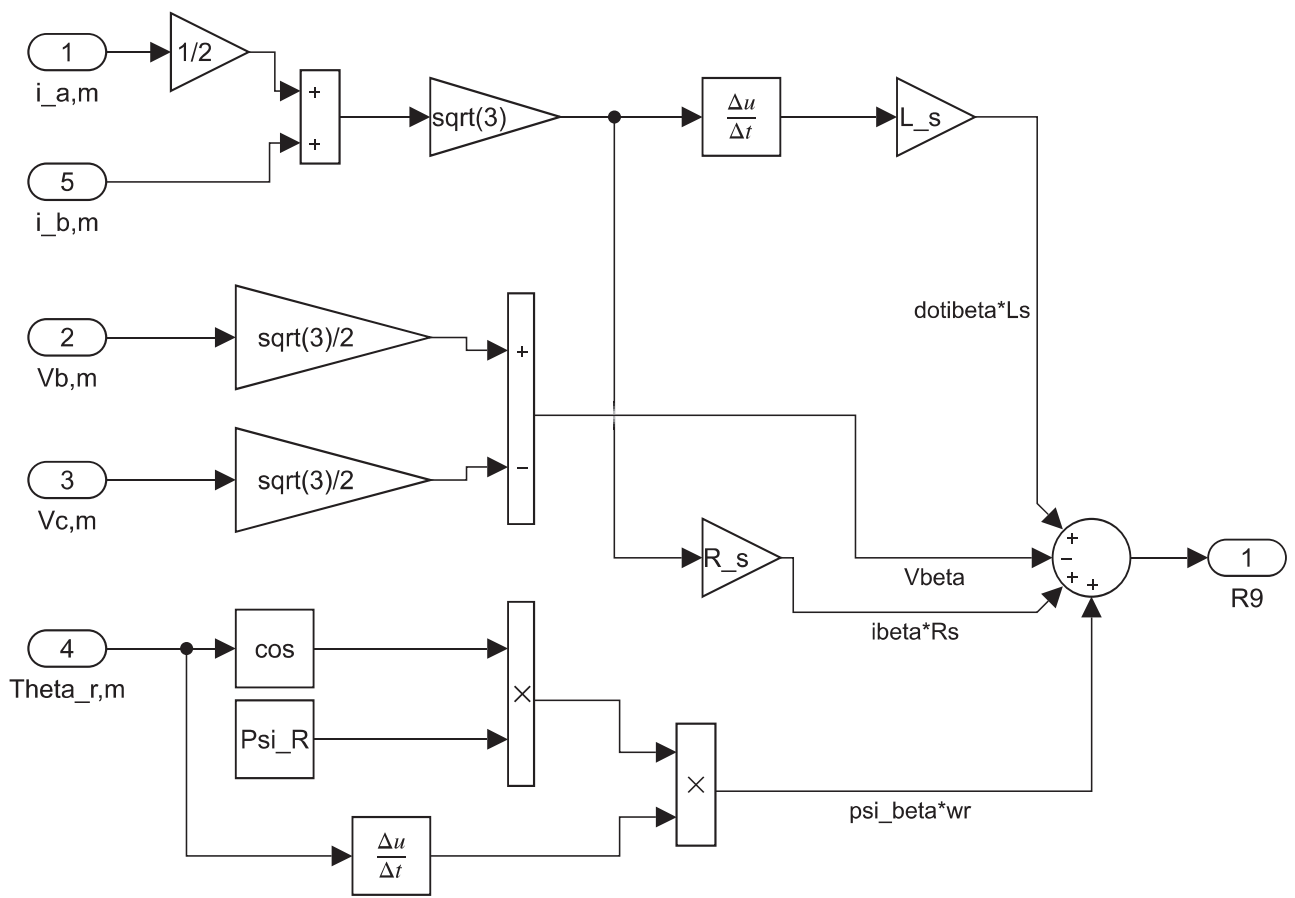 1
i_a,m
1/2
+
+
sqrt(3)
Δu
Δt
L_s
5
i_b,m
dotibeta*Ls
2
Vb,m
sqrt(3)/2
+
3
Vc,m
sqrt(3)/2
−
R_s
Vbeta
ibeta*Rs
+
−
+
+
1
R9
4
Theta_r,m
cos
Psi_R
×
×
psi_beta*wr
Δu
Δt